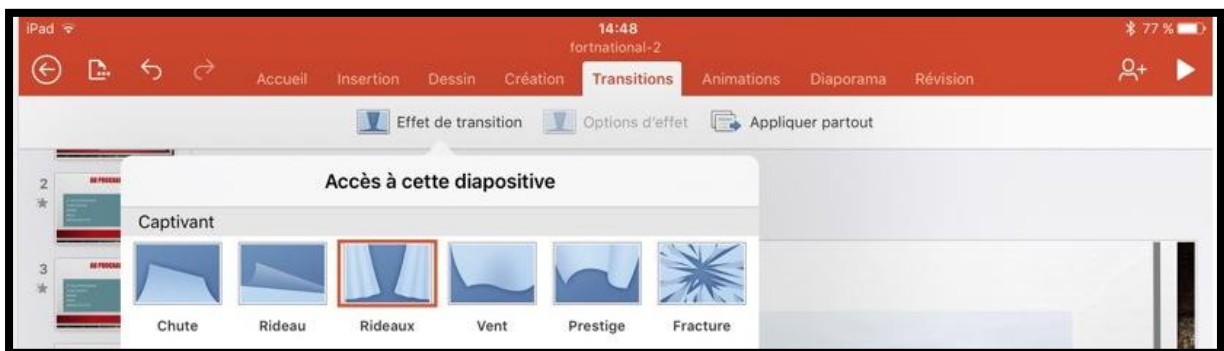 iPad 14:48 77 %
fortnational-2
Accueil Insertion Dessin Création Transitions Animations Diaporama Révision
Effet de transition Options d'effet Appliquer partout
2
Accès à cette diapositive
Captivant
3
Chute Rideau Rideaux Vent Prestige Fracture